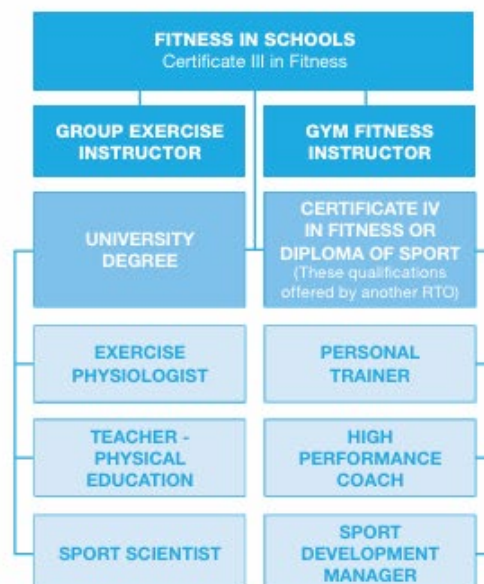 FITNESS IN SCHOOLS
Certificate III in Fitness
GROUP EXERCISE
INSTRUCTOR
GYM FITNESS
INSTRUCTOR
UNIVERSITY
DEGREE
CERTIFICATE IV
IN FITNESS OR
DIPLOMA OF SPORT
(These qualifications
offered by another RTO)
EXERCISE
PHYSIOLOGIST
PERSONAL
TRAINER
TEACHER -
PHYSICAL
EDUCATION
HIGH
PERFORMANCE
COACH
SPORT SCIENTIST
SPORT
DEVELOPMENT
MANAGER